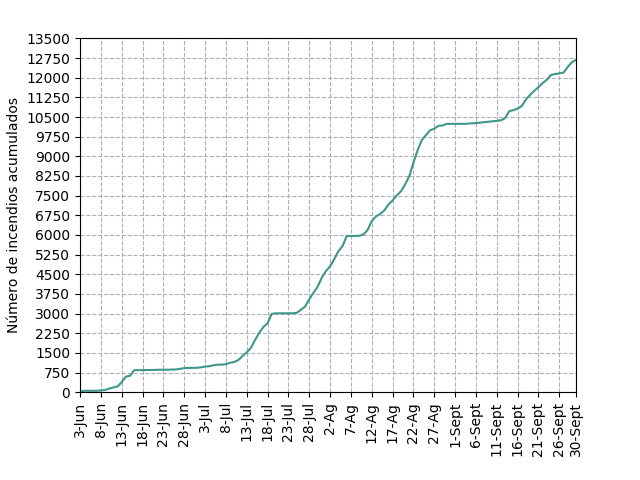 13500
12750
12000
11250
10500
9750
9000
8250
7500
6750
6000
5250
4500
3750
3000
2250
1500
750
0
Número de incendios acumulados
3-Jun
8-Jun
13-Jun
18-Jun
23-Jun
28-Jun
3-Jul
8-Jul
13-Jul
18-Jul
23-Jul
28-Jul
2-Ag
7-Ag
12-Ag
17-Ag
22-Ag
27-Ag
1-Sept
6-Sept
11-Sept
16-Sept
21-Sept
26-Sept
30-Sept